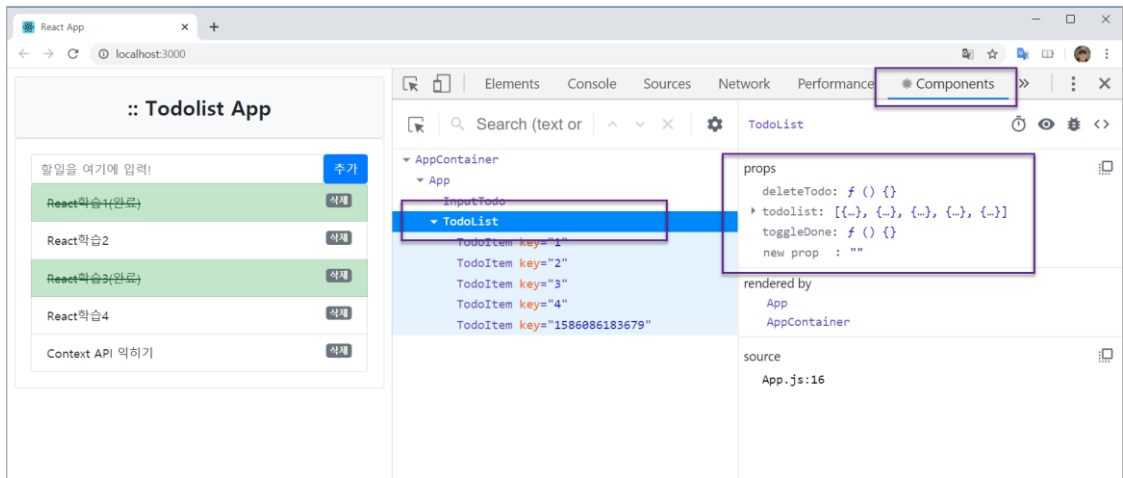 React App
localhost:3000
:: Todolist App
할일을 여기에 입력!
추가
React학습1(완료)
삭제
React학습2
삭제
React학습3(완료)
삭제
React학습4
삭제
Context API 익히기
삭제
Elements Console Sources Network Performance Components
Search (text or
AppContainer
App
InputTodo
TodoList
TodoItem key="1"
TodoItem key="2"
TodoItem key="3"
TodoItem key="4"
TodoItem key="1586086183679"
TodoList
props
deleteTodo: ƒ () {}
todolist: [{…}, {…}, {…}, {…}, {…}]
toggleDone: ƒ () {}
new prop : ""
rendered by
App
AppContainer
source
App.js:16